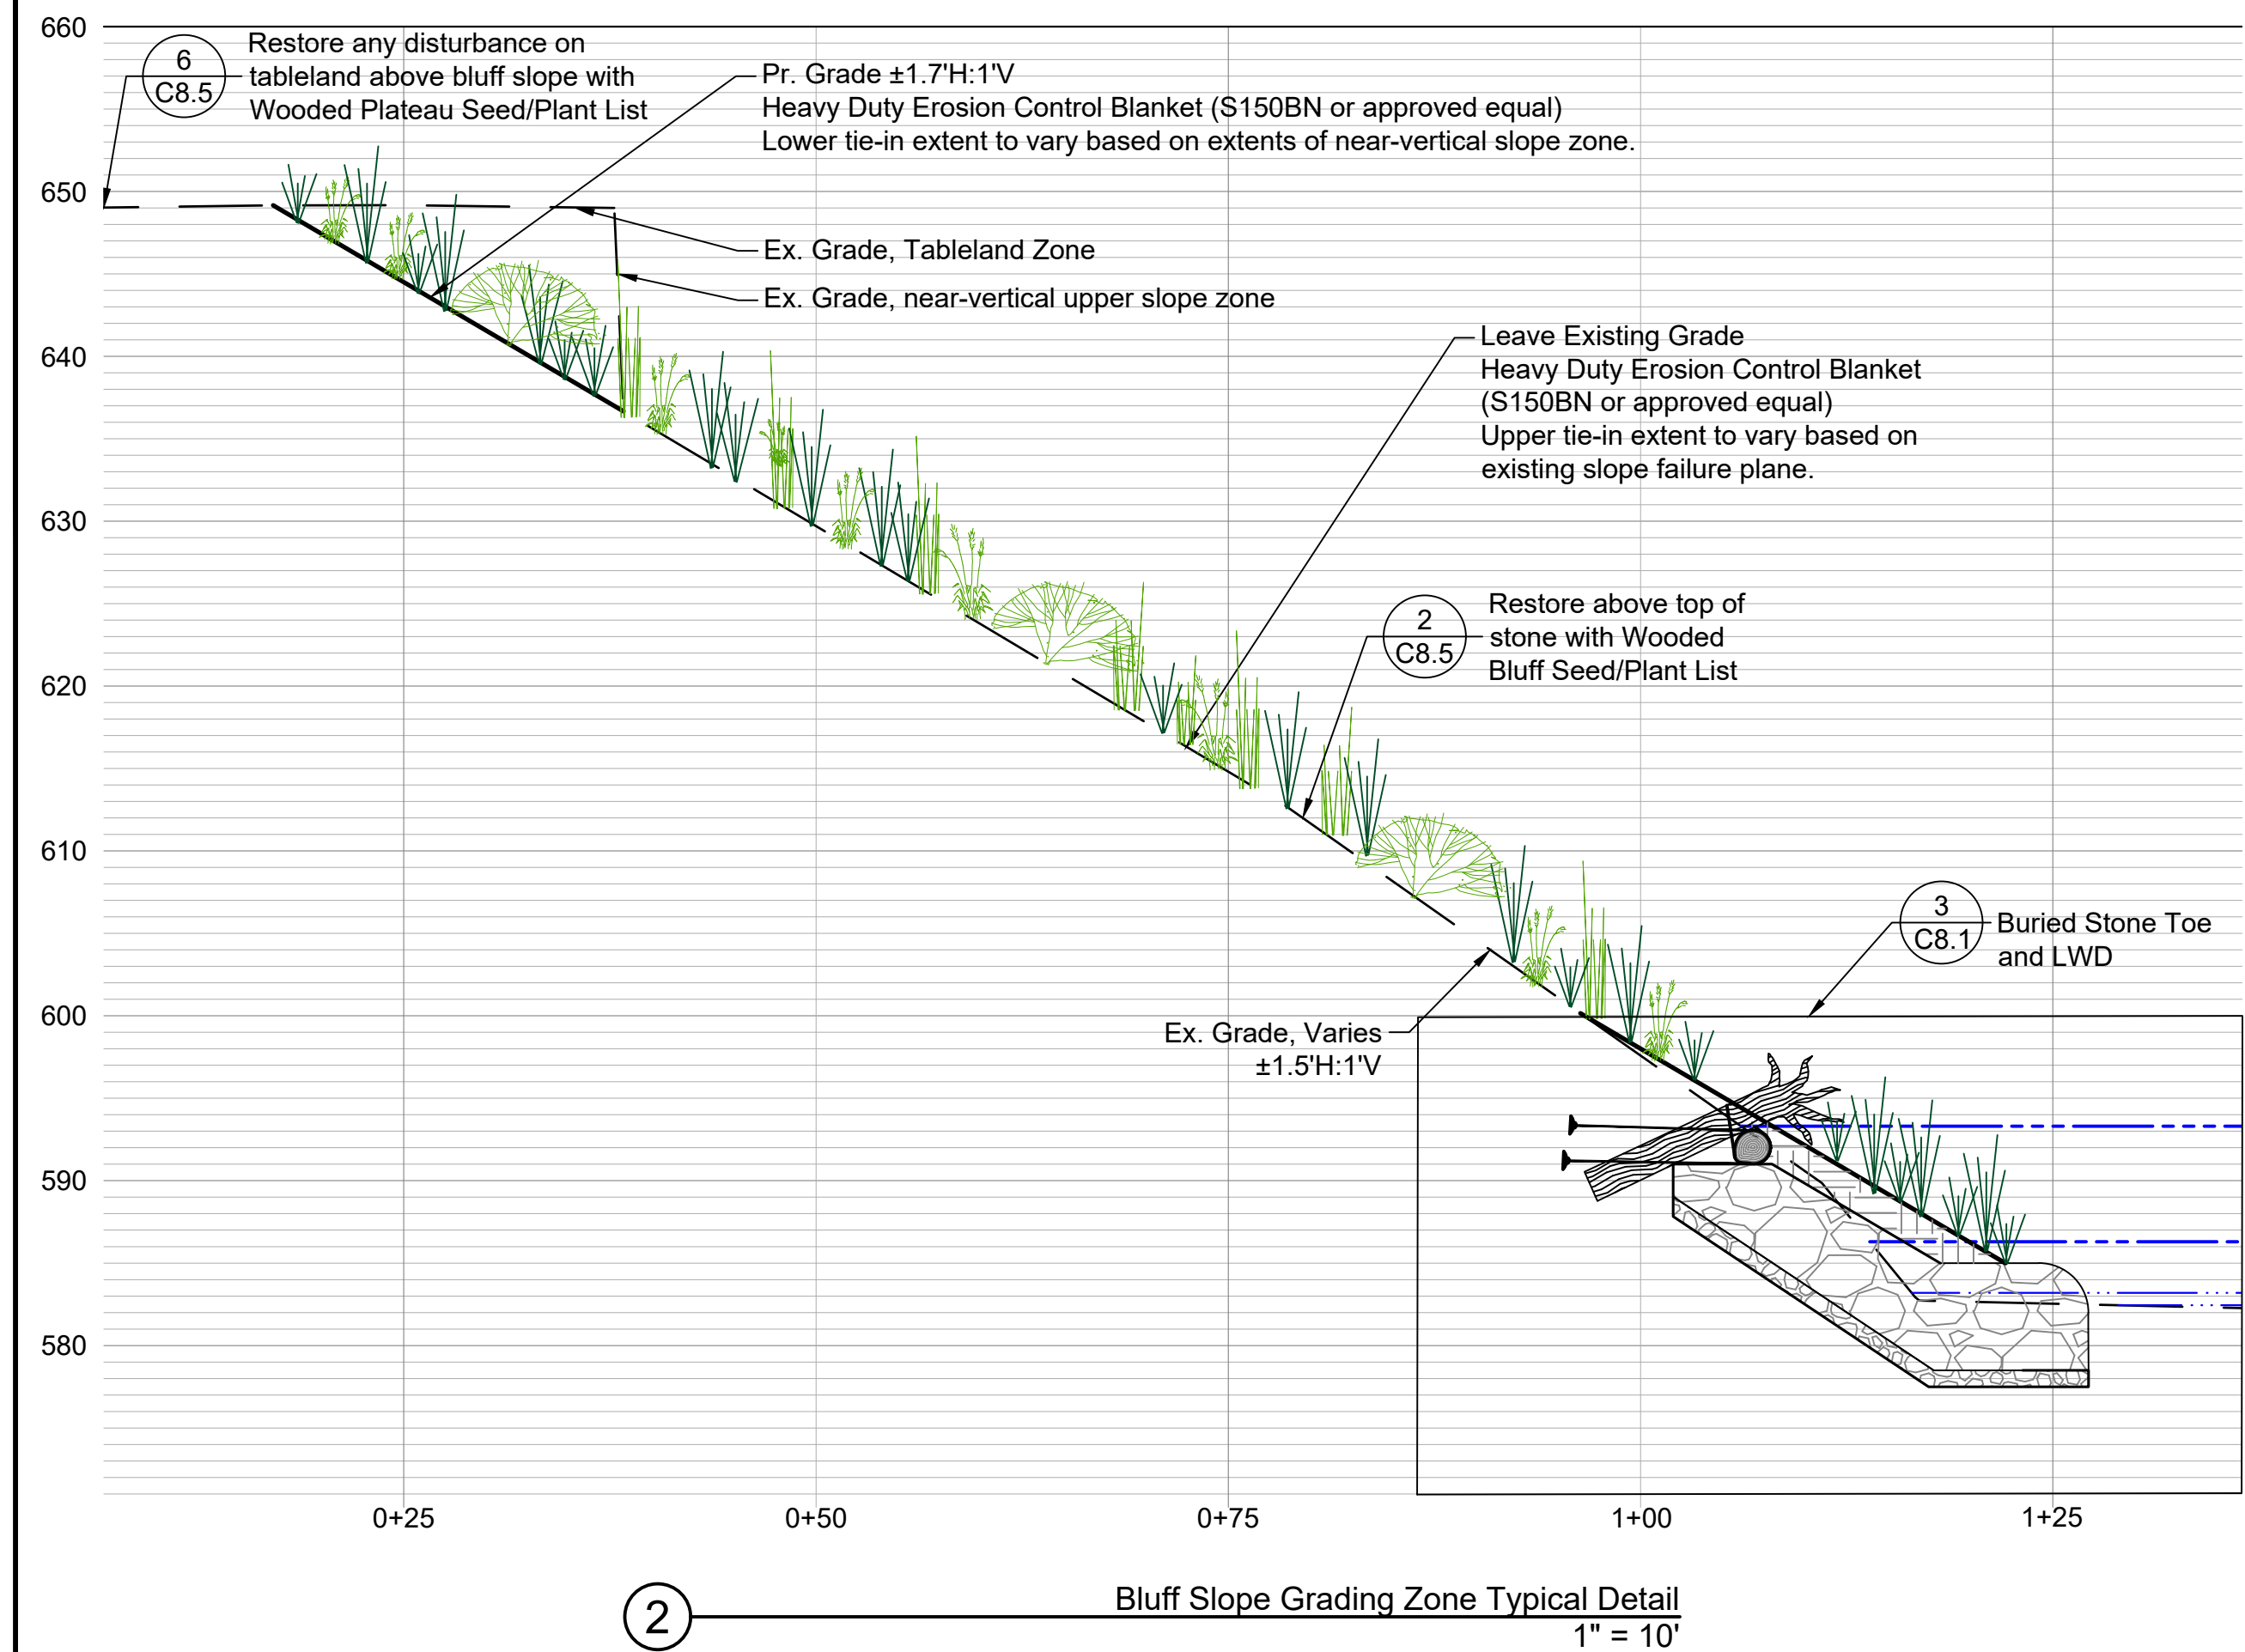 660
650
640
630
620
610
600
590
580
6
C8.5
Restore any disturbance on
tableland above bluff slope with
Wooded Plateau Seed/Plant List
Pr. Grade ±1.7'H:1'V
Heavy Duty Erosion Control Blanket (S150BN or approved equal)
Lower tie-in extent to vary based on extents of near-vertical slope zone.
Ex. Grade, Tableland Zone
Ex. Grade, near-vertical upper slope zone
Leave Existing Grade
Heavy Duty Erosion Control Blanket
(S150BN or approved equal)
Upper tie-in extent to vary based on
existing slope failure plane.
2
C8.5
Restore above top of
stone with Wooded
Bluff Seed/Plant List
3
C8.1
Buried Stone Toe
and LWD
Ex. Grade, Varies
±1.5'H:1'V
0+25
0+50
0+75
1+00
1+25
2
Bluff Slope Grading Zone Typical Detail
1" = 10'